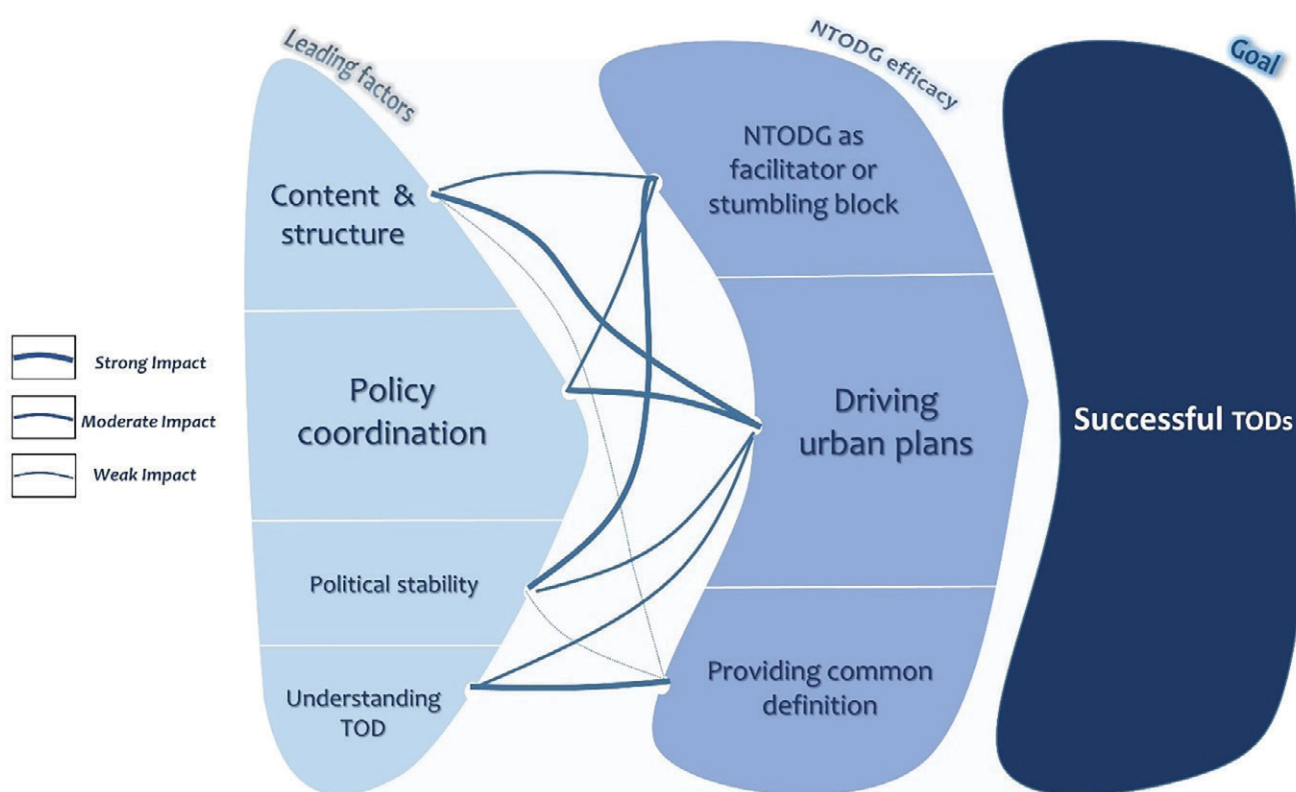 Leading factors
NTODG efficacy
Goal
Content &
structure
Policy
coordination
Political stability
Understanding
TOD
NTODG as
facilitator or
stumbling block
Driving
urban plans
Providing common
definition
Successful TODs
Strong Impact
Moderate Impact
Weak Impact